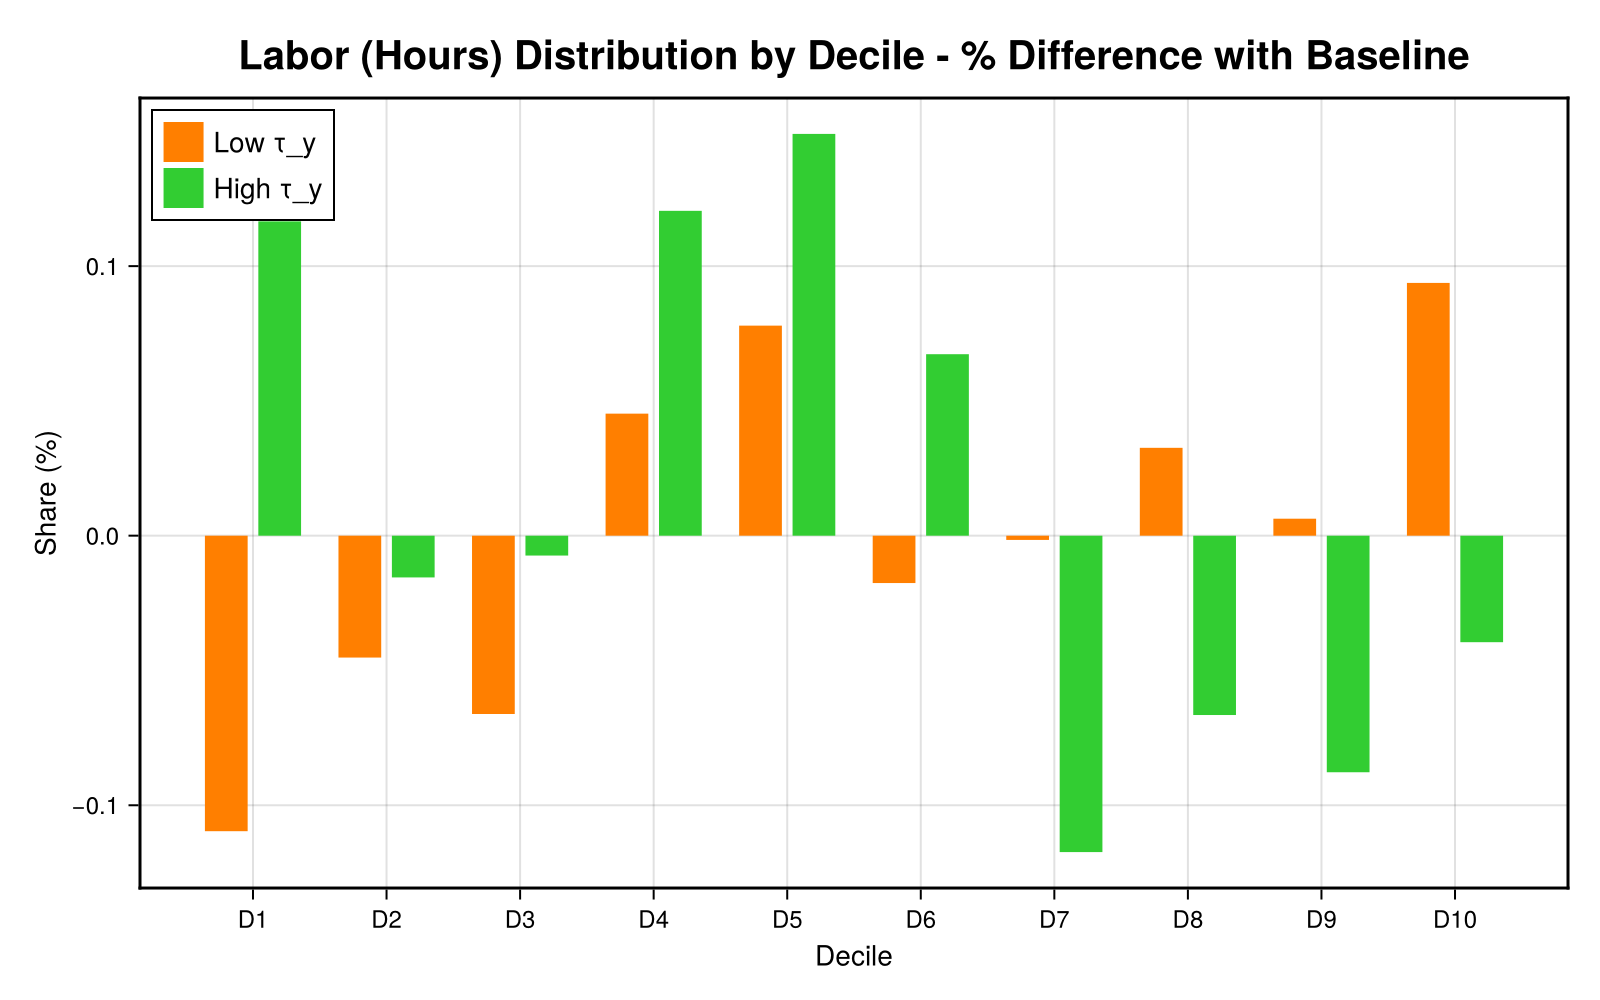 Labor (Hours) Distribution by Decile - % Difference with Baseline
Low τ_y
High τ_y
0.1
0.0
−0.1
Share (%)
D1 D2 D3 D4 D5 D6 D7 D8 D9 D10
Decile